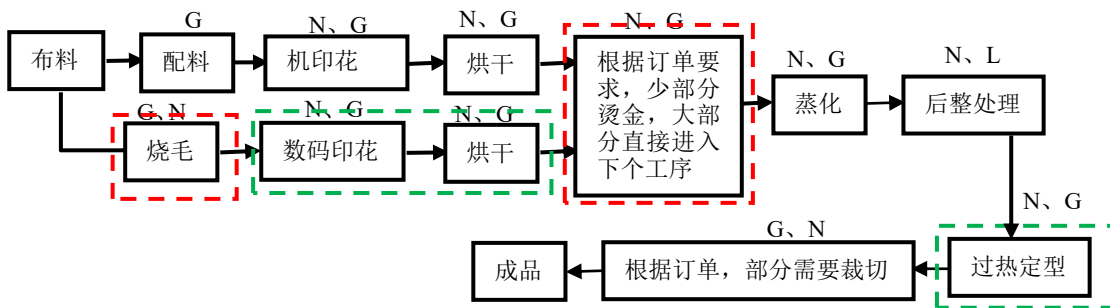 G
N、G
N、G
N、G
布料
配料
机印花
烘干
根据订单要
求，少部分
烫金，大部
分直接进入
下个工序
N、G
蒸化
N、L
后整处理
G、N
烧毛
N、G
数码印花
N、G
烘干
N、G
过热定型
G、N
根据订单，部分需要裁切
成品